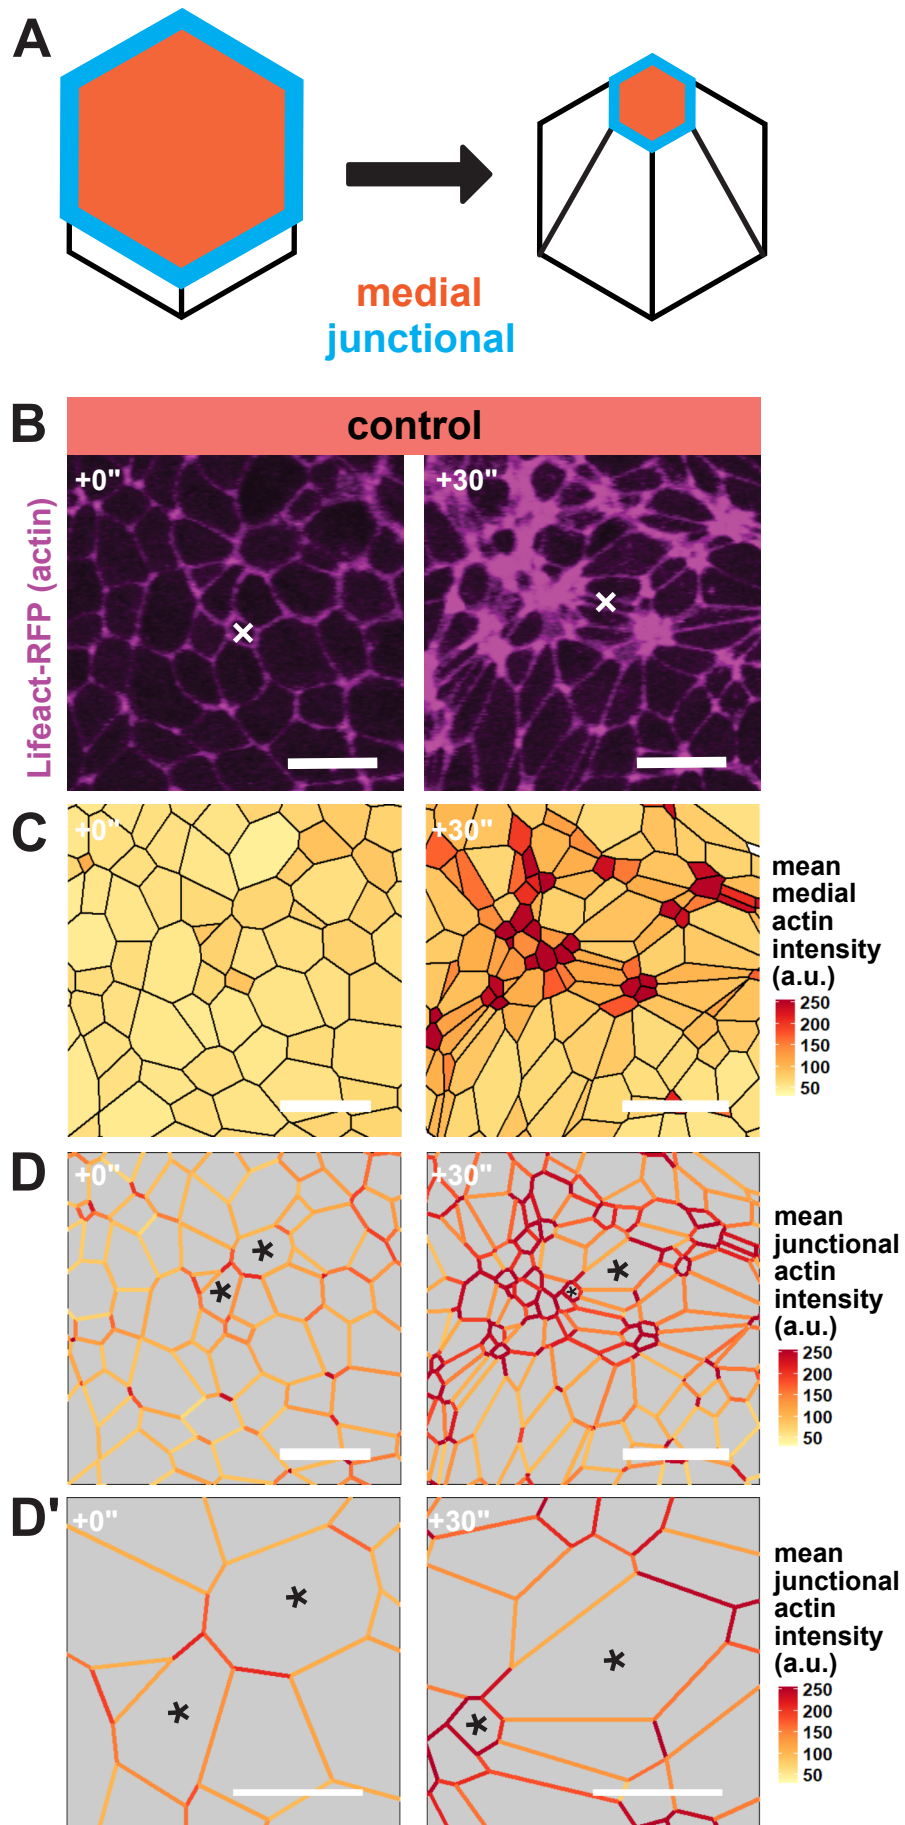 A
medial
junctional
B
control
Lifeact-RFP (actin)
+0"
+30"
C
+0"
+30"
mean
medial
actin
intensity
(a.u.)
250
200
150
100
50
D
+0"
+30"
mean
junctional
actin
intensity
(a.u.)
250
200
150
100
50
D'
+0"
+30"
mean
junctional
actin
intensity
(a.u.)
250
200
150
100
50